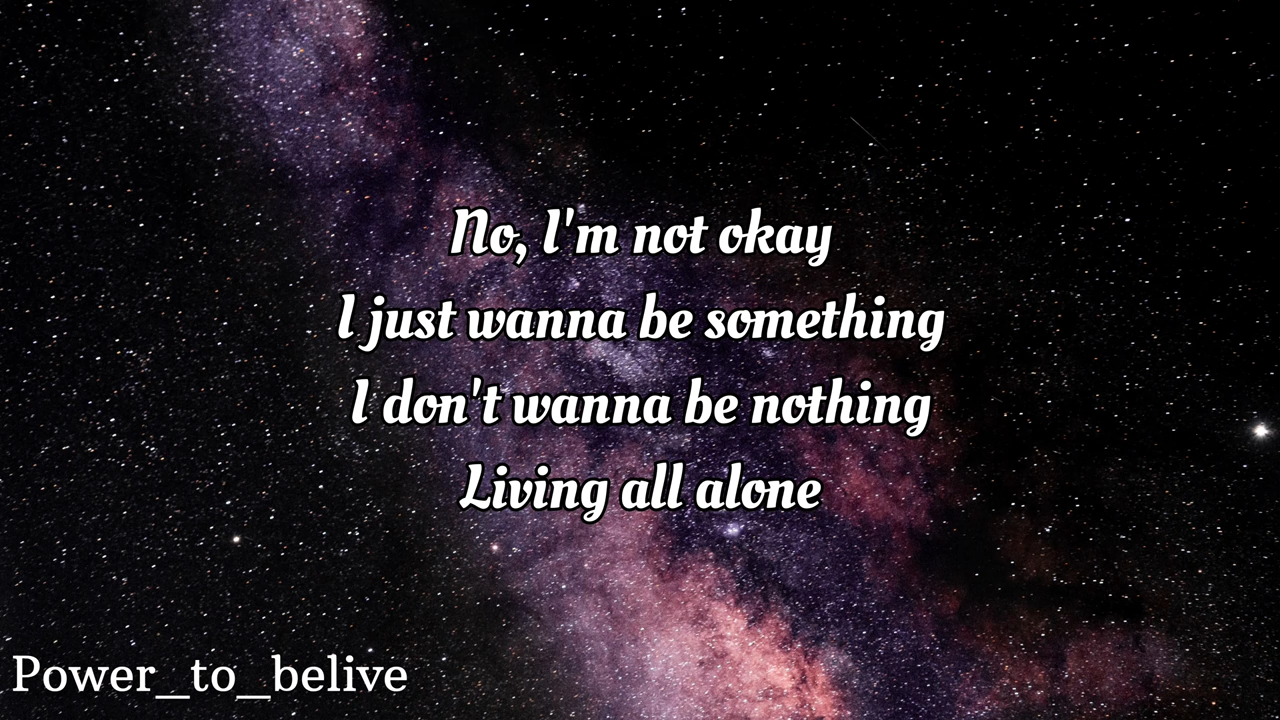 No, I'm not okay
I just wanna be something
I don't wanna be nothing
Living all alone
Power_to_belive